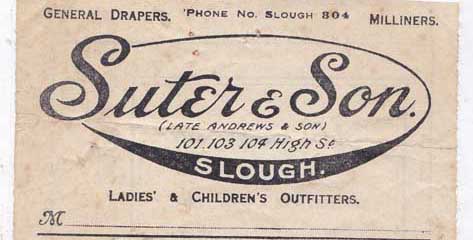 GENERAL DRAPERS. 'PHONE NO. SLOUGH 804 MILLINERS.
Suter & Son.
(LATE ANDREWS & SON)
101.103 104 High St
SLOUGH.
LADIES' & CHILDREN'S OUTFITTERS.
M